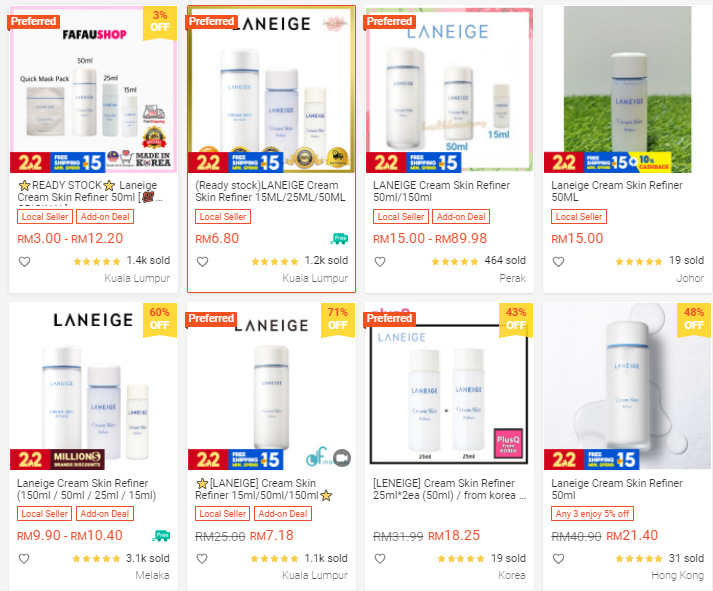 Preferred
3%
OFF
FAFAUSHOP
50ml
Quick Mask Pack
25ml
15ml
MADE IN
KOREA
2.2
FREE
SHIPPING
MIN. SPEND
15
⭐READY STOCK⭐ Laneige
Cream Skin Refiner 50ml [💯...
Local Seller
Add-on Deal
RM3.00 - RM12.20
1.4k sold
Kuala Lumpur
Preferred
LANEIGE
2.2
FREE
SHIPPING
MIN. SPEND
15
(Ready stock)LANEIGE Cream
Skin Refiner 15ML/25ML/50ML
Local Seller
RM6.80
Free
1.2k sold
Kuala Lumpur
Preferred
LANEIGE
50ml
15ml
2.2
FREE
SHIPPING
MIN. SPEND
15
LANEIGE Cream Skin Refiner
50ml/150ml
Local Seller
Add-on Deal
RM15.00 - RM89.98
464 sold
Perak
LANEIGE
Cream Skin
Refiner
2.2
FREE
SHIPPING
MIN. SPEND
15+
10%
CASHBACK
Laneige Cream Skin Refiner
50ML
Local Seller
RM15.00
19 sold
Johor
60%
OFF
LANEIGE
2.2
MILLIONS
BRANDS DISCOUNTS
Laneige Cream Skin Refiner
(150ml / 50ml / 25ml / 15ml)
Local Seller
Add-on Deal
RM9.90 - RM10.40
Free
3.1k sold
Melaka
Preferred
71%
OFF
LANEIGE
2.2
FREE
SHIPPING
MIN. SPEND
15
⭐[LANEIGE] Cream Skin
Refiner 15ml/50ml/150ml⭐
Local Seller
Add-on Deal
RM25.00 RM7.18
1.1k sold
Kuala Lumpur
Preferred
43%
OFF
LANEIGE
25ml
25ml
PlusQ
from
KOREA
[LENEIGE] Cream Skin Refiner
25ml*2ea (50ml) / from korea ...
RM31.99 RM18.25
19 sold
Korea
48%
OFF
LANEIGE
Cream Skin
Refiner
2.2
FREE
SHIPPING
MIN. SPEND
15
Laneige Cream Skin Refiner
50ml
Any 3 enjoy 5% off
RM40.90 RM21.40
31 sold
Hong Kong